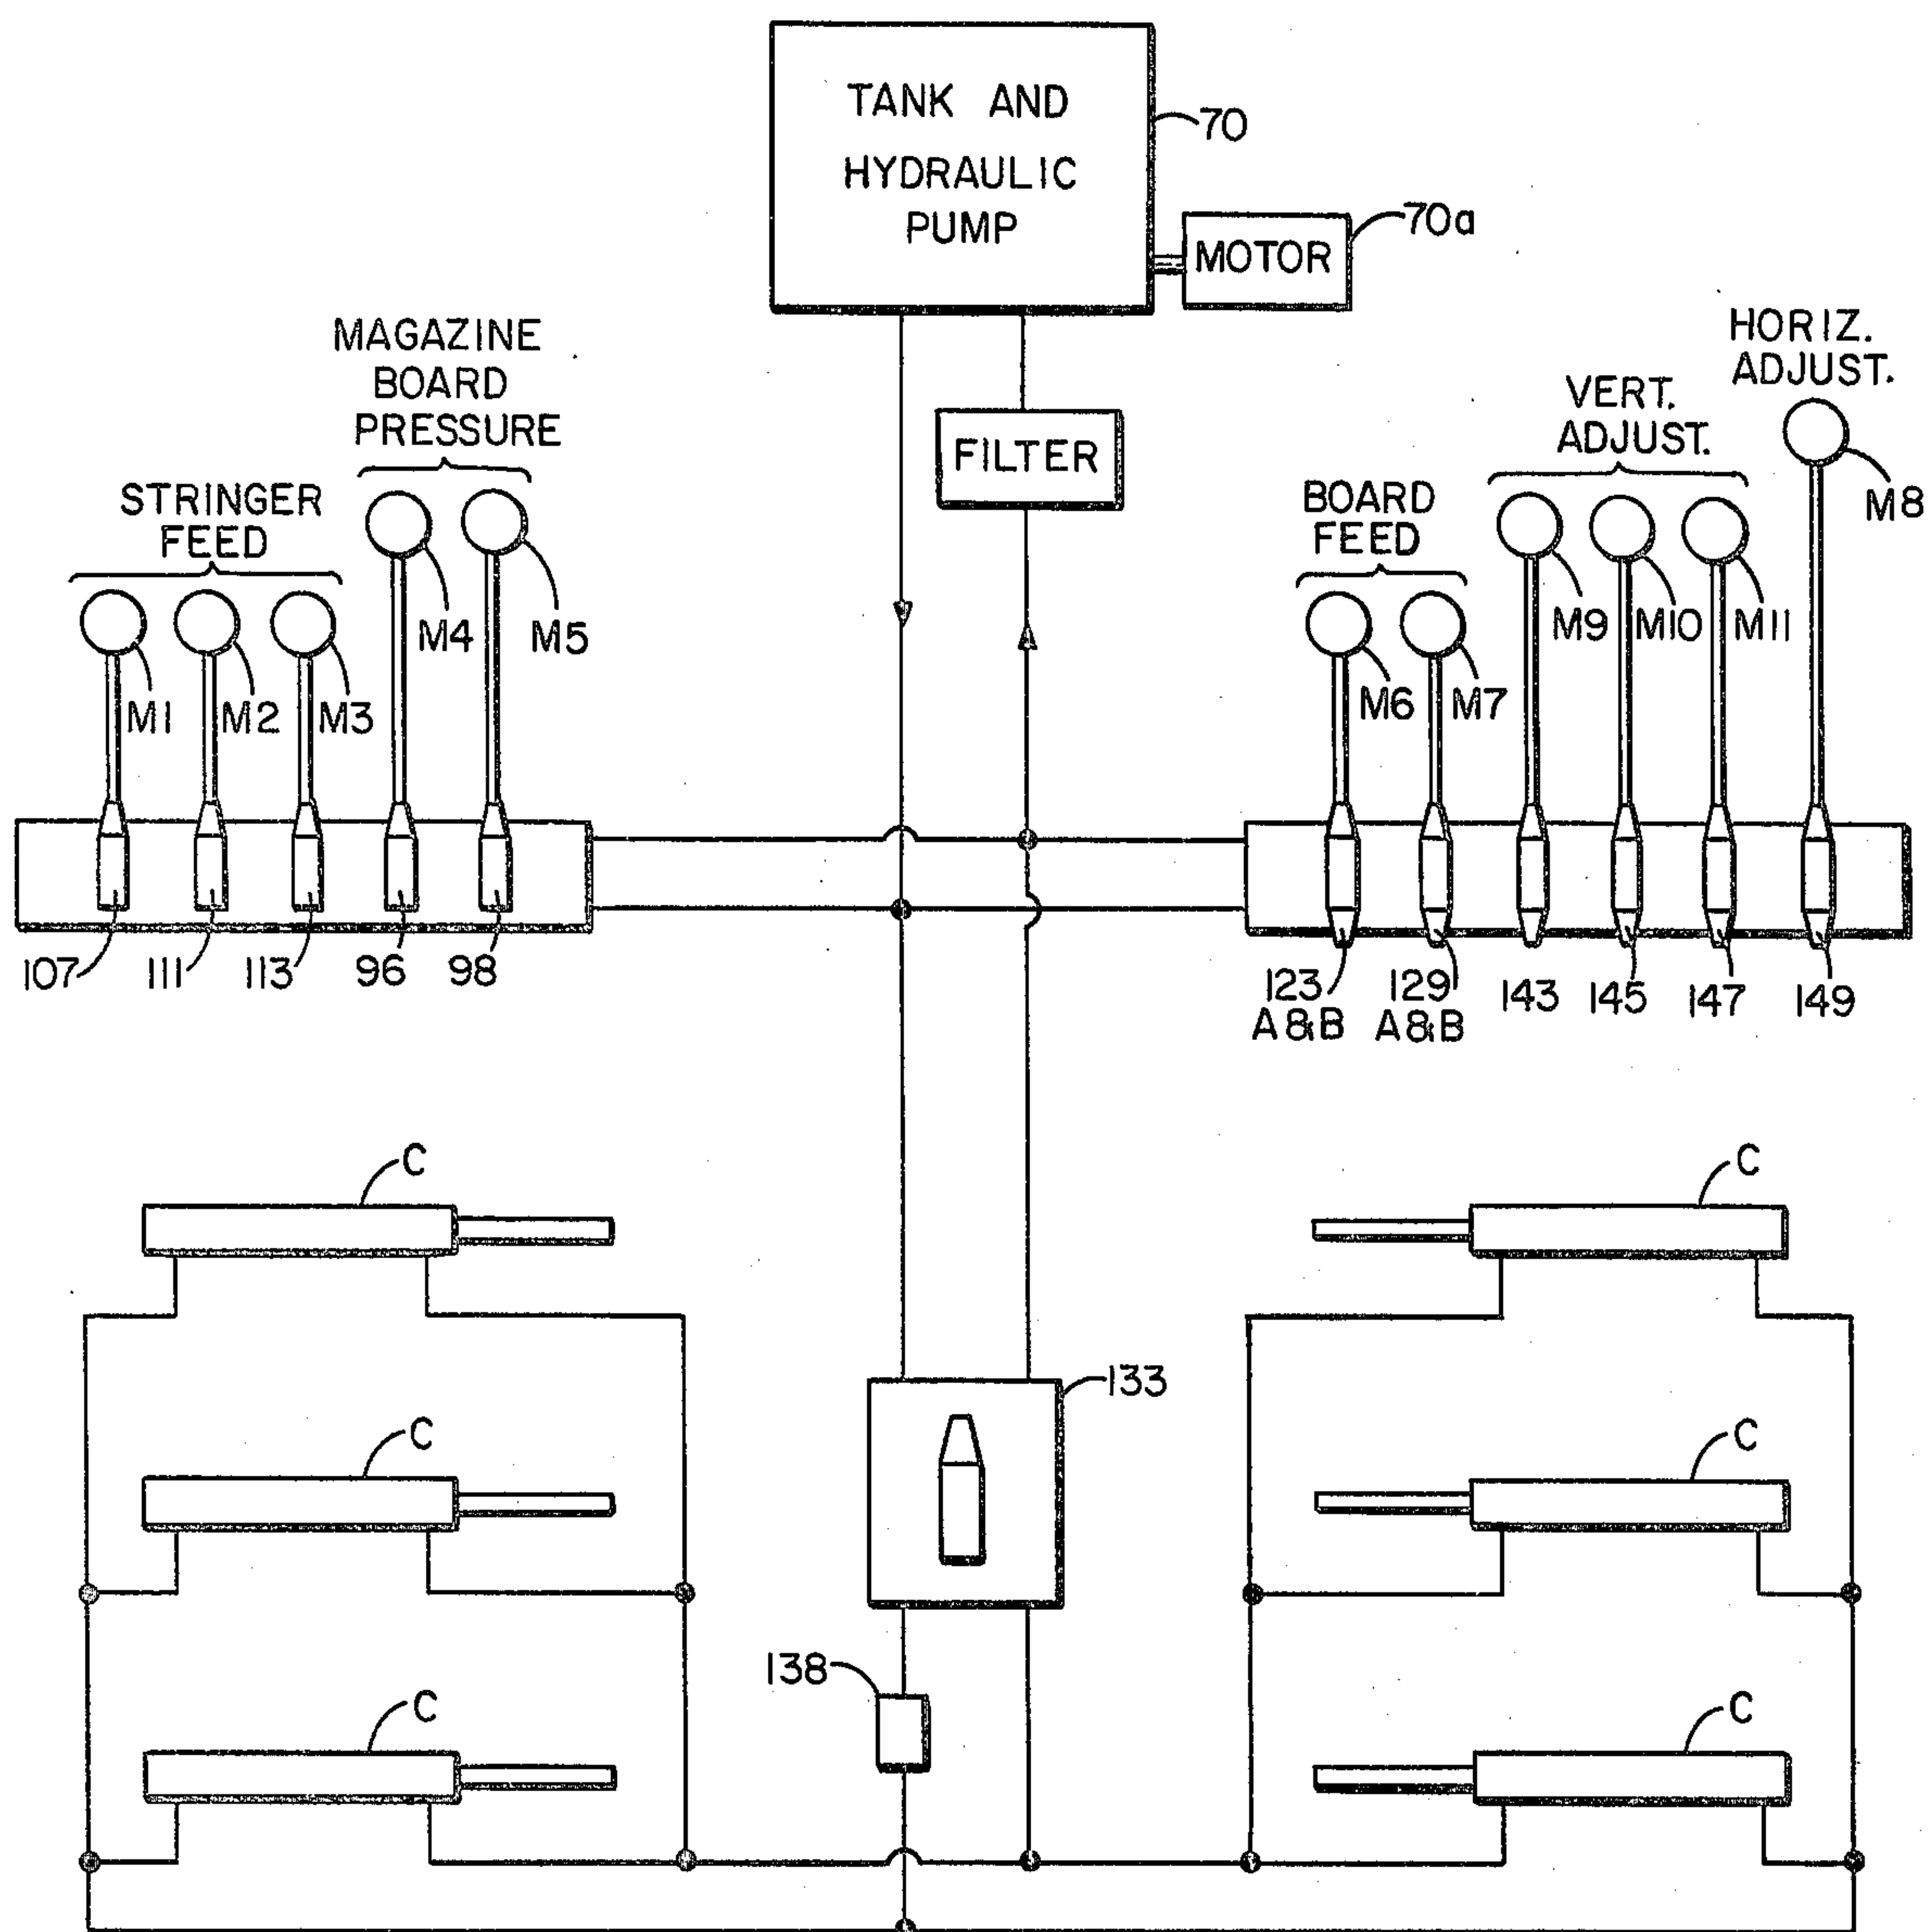 TANK AND
HYDRAULIC
PUMP
70
MOTOR
70a
FILTER
MAGAZINE
BOARD
PRESSURE
STRINGER
FEED
M1
M2
M3
M4
M5
HORIZ.
ADJUST.
VERT.
ADJUST.
BOARD
FEED
M6
M7
M9
M10
M11
M8
107
111
113
96
98
123
A&B
129
A&B
143
145
147
149
C
C
C
C
133
C
138
C